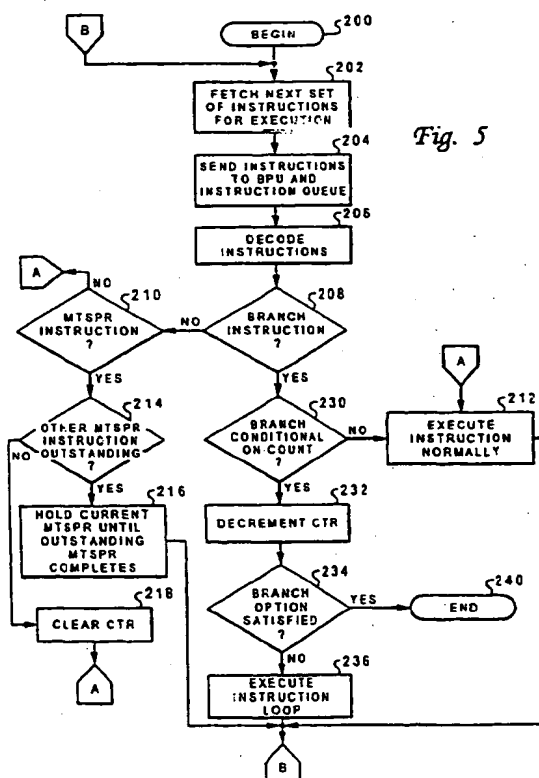 B
BEGIN
200
202
FETCH NEXT SET
OF INSTRUCTIONS
FOR EXECUTION
204
SEND INSTRUCTIONS
TO BPU AND
INSTRUCTION QUEUE
Fig. 5
206
DECODE
INSTRUCTIONS
A
NO
210
MTSPR
INSTRUCTION
?
NO
208
BRANCH
INSTRUCTION
?
YES
YES
A
214
OTHER MTSPR
INSTRUCTION
OUTSTANDING
?
NO
YES
230
BRANCH
CONDITIONAL
ON COUNT
?
NO
YES
212
EXECUTE
INSTRUCTION
NORMALLY
216
HOLD CURRENT
MTSPR UNTIL
OUTSTANDING
MTSPR
COMPLETES
232
DECREMENT CTR
218
CLEAR CTR
A
234
BRANCH
OPTION
SATISFIED
?
YES
240
END
NO
236
EXECUTE
INSTRUCTION
LOOP
B